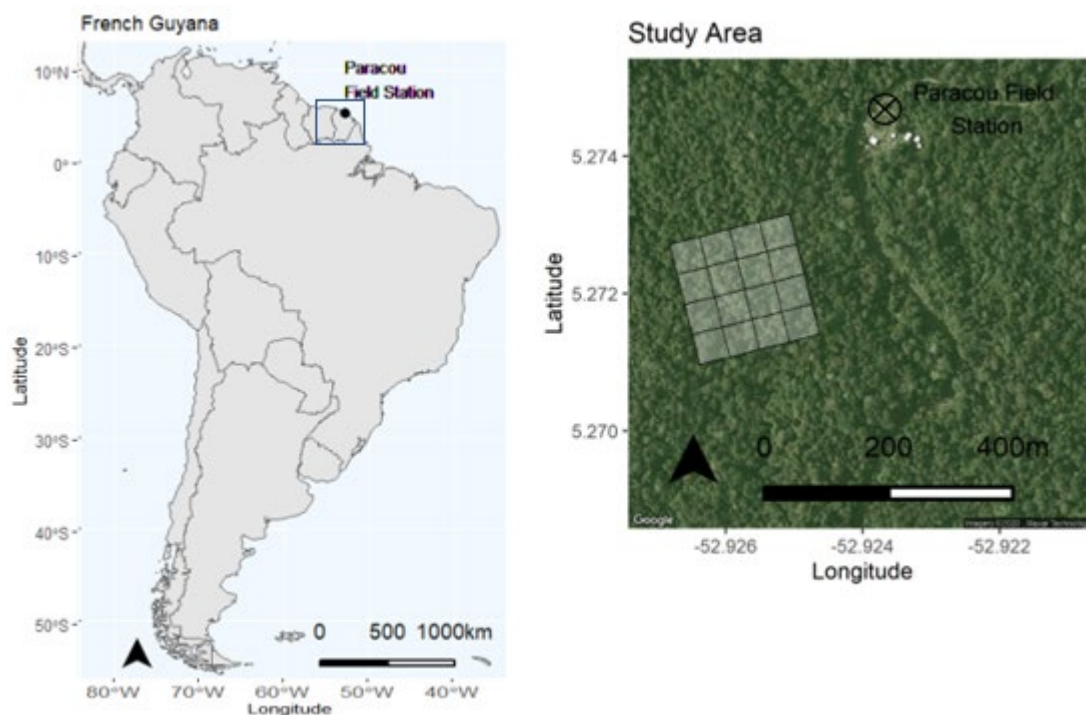 French Guyana
Paracou
Field Station
10°N
0°
10°S
20°S
30°S
40°S
50°S
Latitude
0 500 1000km
80°W 70°W 60°W 50°W 40°W
Longitude
Study Area
Paracou Field
Station
5.274
5.272
5.270
Latitude
0 200 400m
Google
-52.926 -52.924 -52.922
Longitude